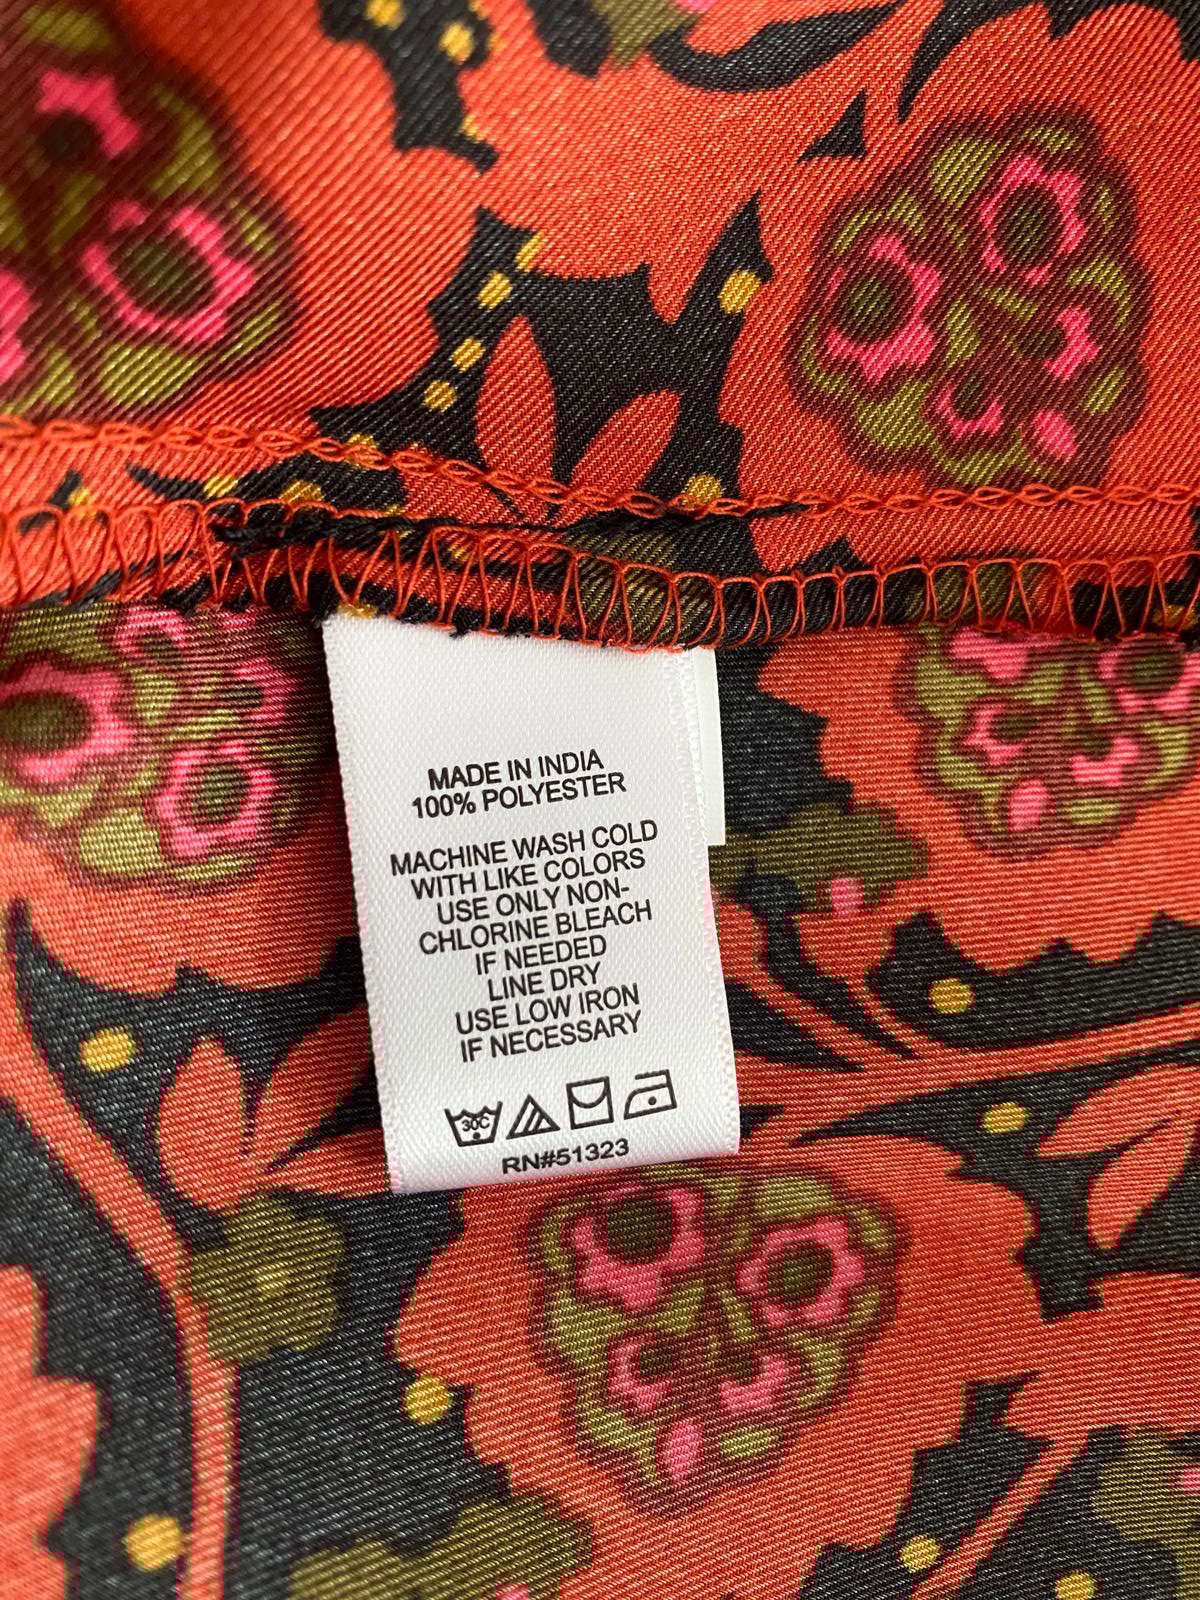 MADE IN INDIA
100% POLYESTER
MACHINE WASH COLD
WITH LIKE COLORS
USE ONLY NON-
CHLORINE BLEACH
IF NEEDED
LINE DRY
USE LOW IRON
IF NECESSARY
30C
RN#51323